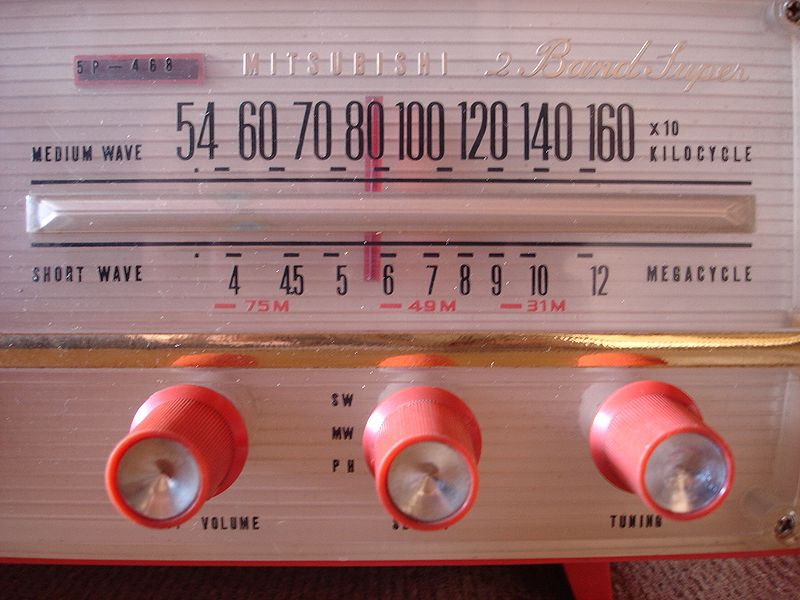 5P-468 MITSUBISHI 2 Band Super
54 60 70 80 100 120 140 160 x10
MEDIUM WAVE KILOCYCLE
SHORT WAVE 4 4.5 5 6 7 8 9 10 12 MEGACYCLE
75M 49M 31M
SW
MW
PH
VOLUME TUNING